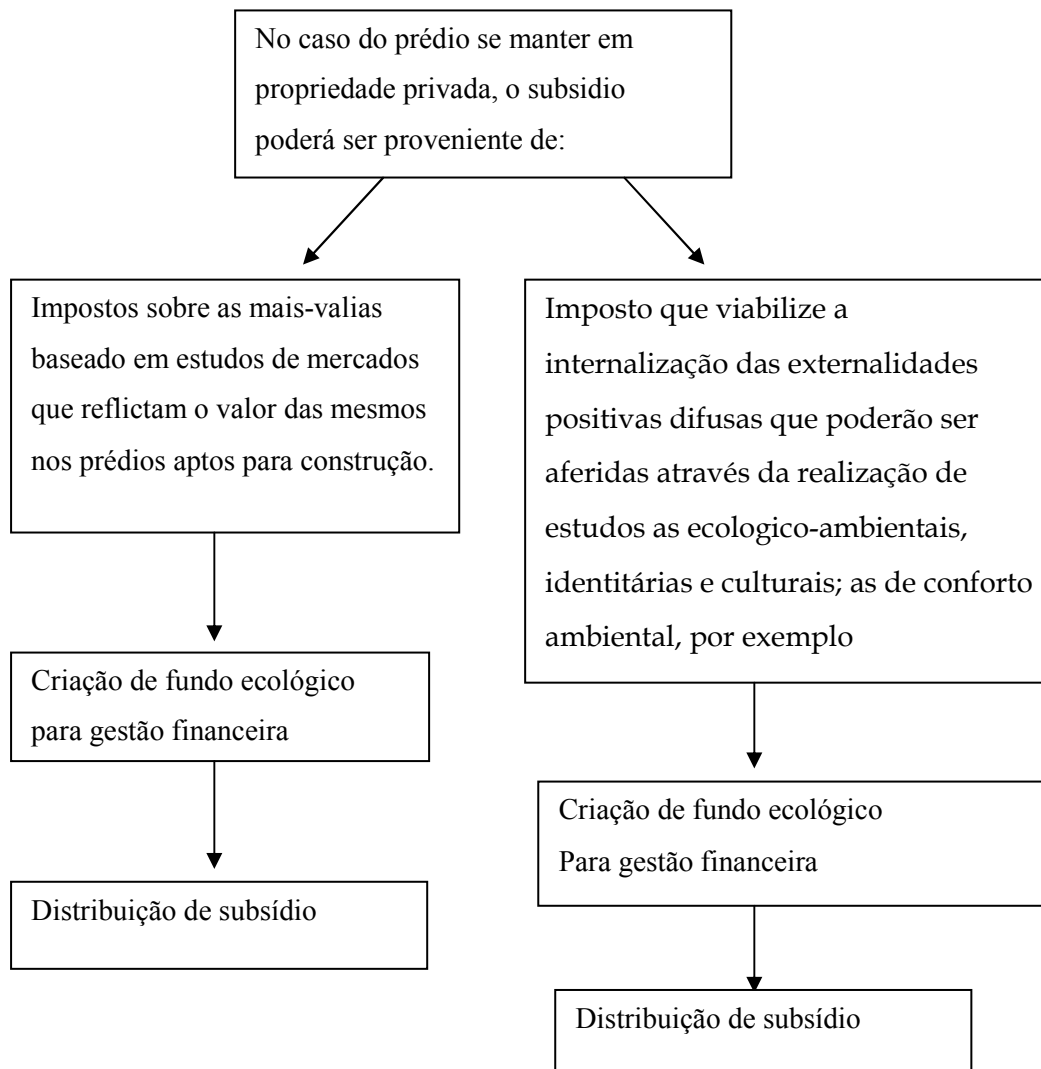 No caso do prédio se manter em
propriedade privada, o subsidio
poderá ser proveniente de:
Impostos sobre as mais-valias
baseado em estudos de mercados
que reflictam o valor das mesmos
nos prédios aptos para construção.
Imposto que viabilize a
internalização das externalidades
positivas difusas que poderão ser
aferidas através da realização de
estudos as ecologico-ambientais,
identitárias e culturais; as de conforto
ambiental, por exemplo
Criação de fundo ecológico
para gestão financeira
Criação de fundo ecológico
Para gestão financeira
Distribuição de subsídio
Distribuição de subsídio